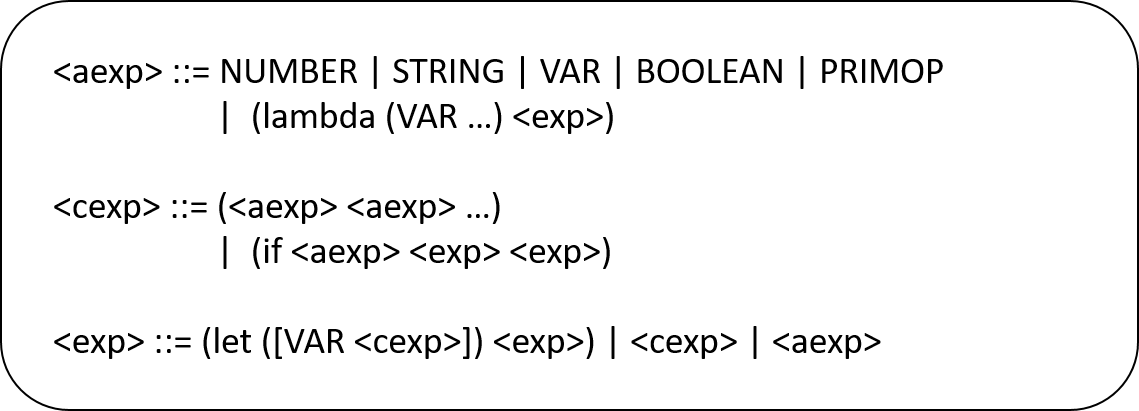 <aexp> ::= NUMBER | STRING | VAR | BOOLEAN | PRIMOP
| (lambda (VAR …) <exp>)
<cexp> ::= (<aexp> <aexp> …)
| (if <aexp> <exp> <exp>)
<exp> ::= (let ([VAR <cexp>]) <exp>) | <cexp> | <aexp>